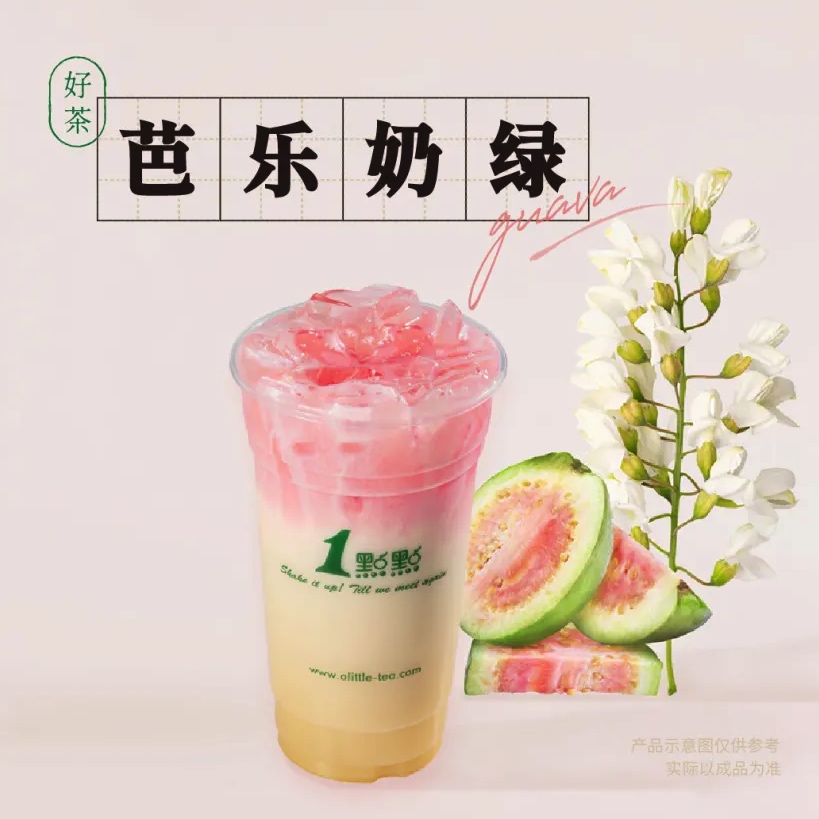 好茶
芭乐奶绿
guava
1點點
Shake it up! Till we meet again
www.alittle-tea.com
产品示意图仅供参考
实际以成品为准